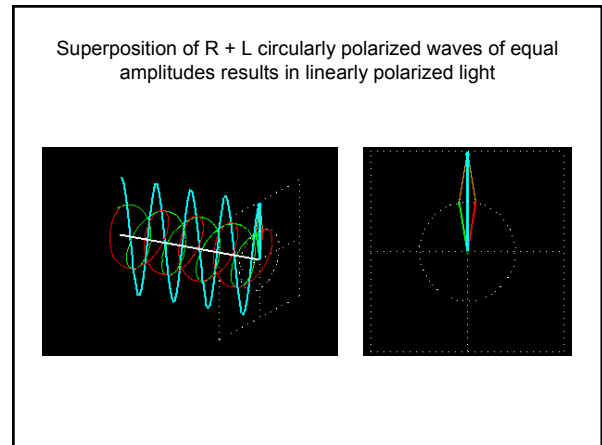 Superposition of R + L circularly polarized waves of equal
amplitudes results in linearly polarized light